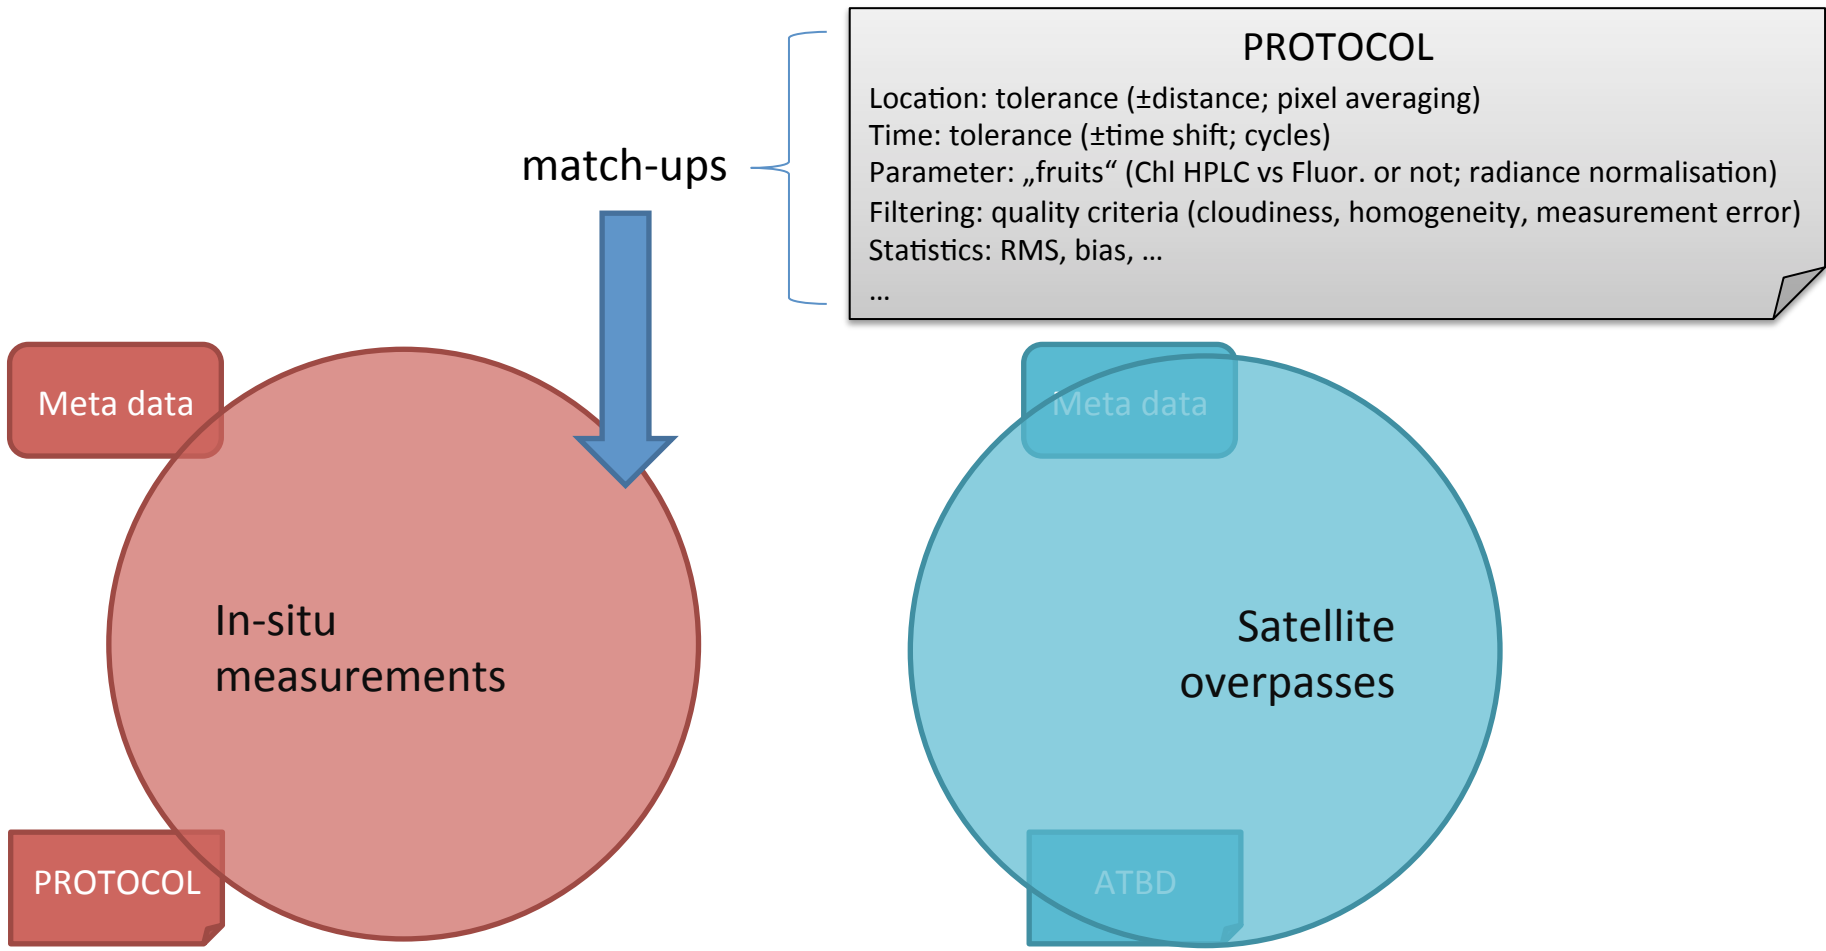 PROTOCOL
Location: tolerance (±distance; pixel averaging)
Time: tolerance (±time shift; cycles)
Parameter: „fruits“ (Chl HPLC vs Fluor. or not; radiance normalisation)
Filtering: quality criteria (cloudiness, homogeneity, measurement error)
Statistics: RMS, bias, ...
...
match-ups
Meta data
In-situ
measurements
PROTOCOL
Meta data
Satellite
overpasses
ATBD